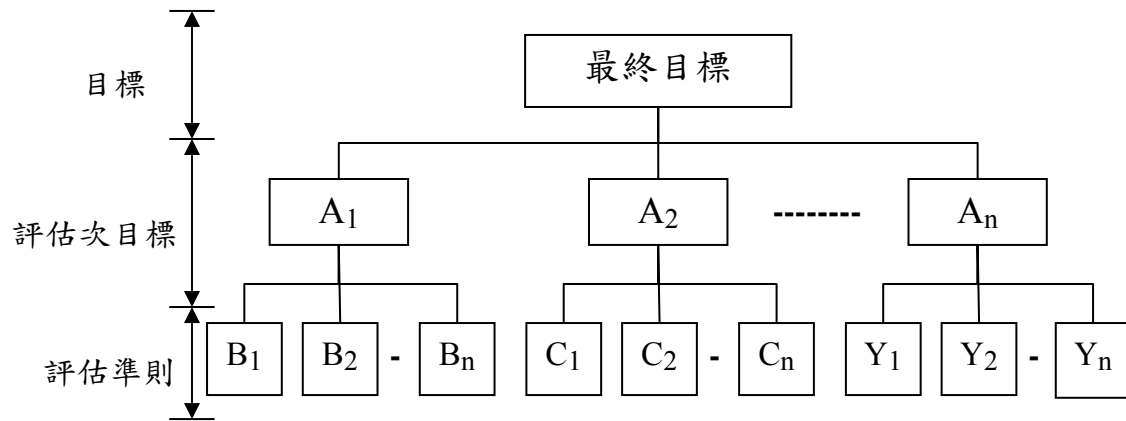 目標
最終目標
評估次目標
A1 A2 -------- An
評估準則
B1 B2 - Bn C1 C2 - Cn Y1 Y2 - Yn